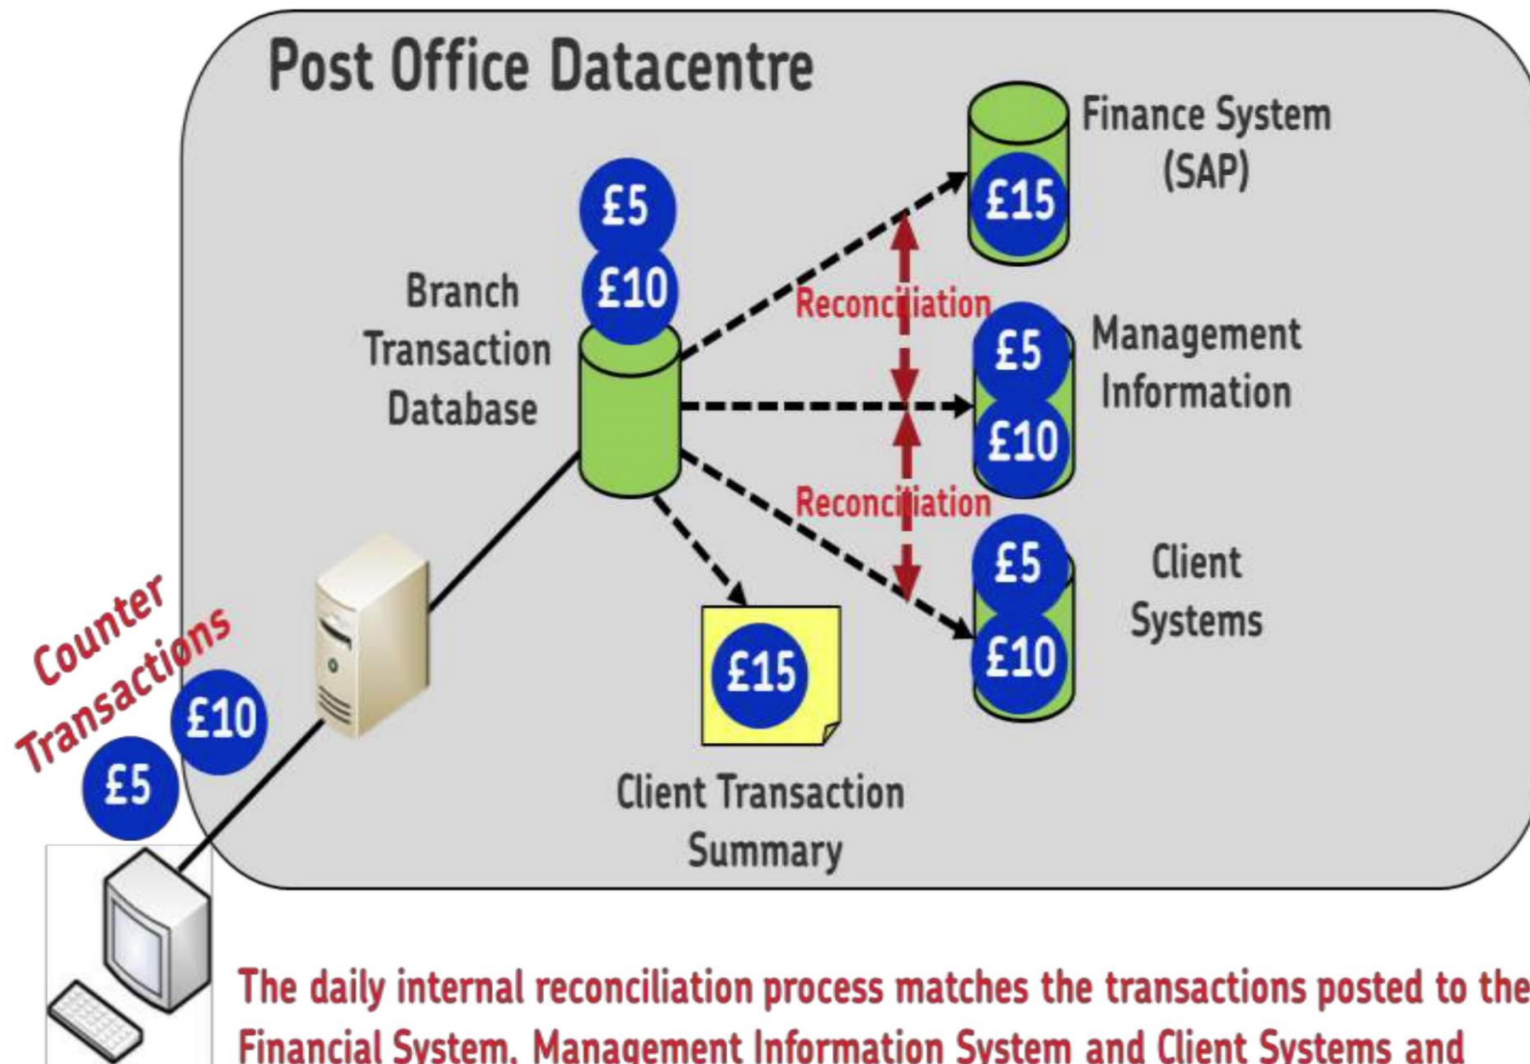 Post Office Datacentre
Finance System
(SAP)
£15
£5
£10
Branch
Transaction
Database
Reconciliation
£5
£10
Management
Information
Reconciliation
£5
£10
Client
Systems
£15
Client Transaction
Summary
Counter
Transactions
£10
£5
The daily internal reconciliation process matches the transactions posted to the
Financial System, Management Information System and Client Systems and